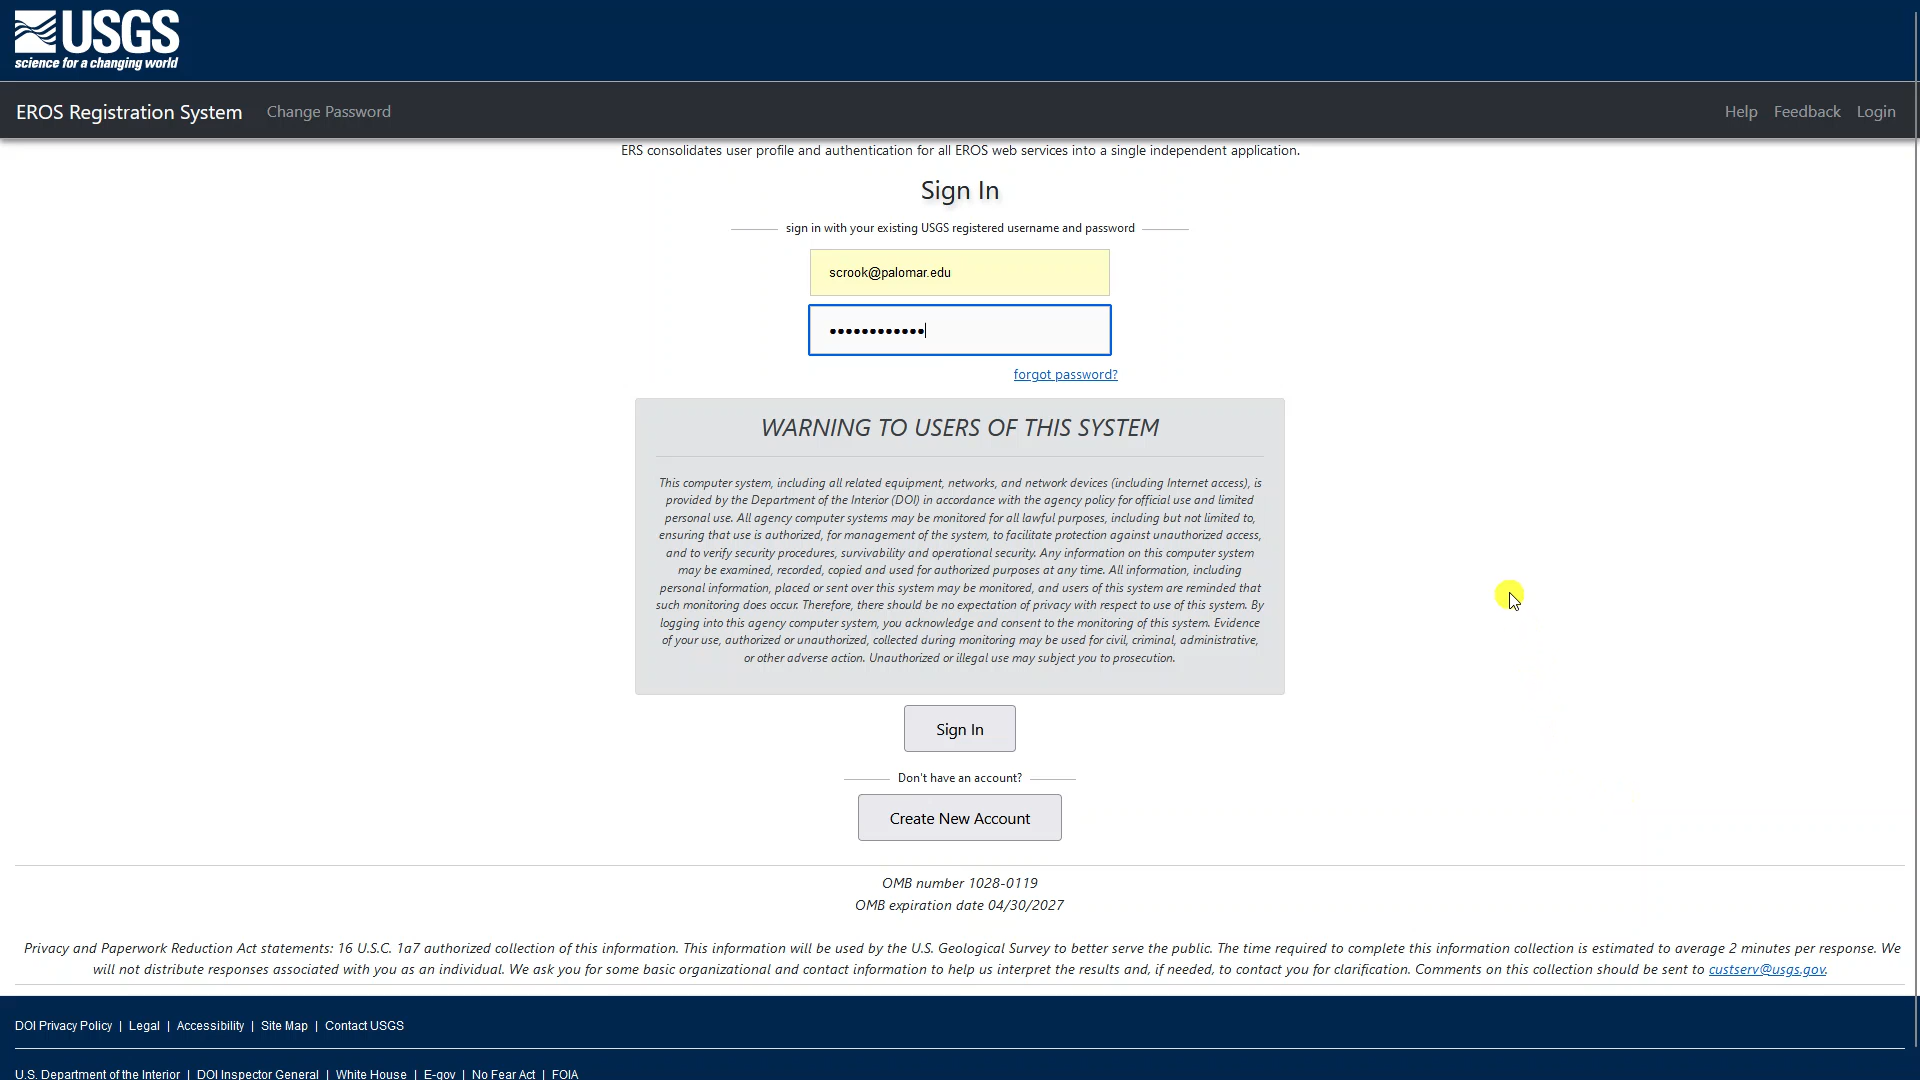 USGS
science for a changing world
EROS Registration System Change Password Help Feedback Login
ERS consolidates user profile and authentication for all EROS web services into a single independent application.
Sign In
sign in with your existing USGS registered username and password
scrook@palomar.edu
••••••••••••
forgot password?
WARNING TO USERS OF THIS SYSTEM
This computer system, including all related equipment, networks, and network devices (including Internet access), is
provided by the Department of the Interior (DOI) in accordance with the agency policy for official use and limited
personal use. All agency computer systems may be monitored for all lawful purposes, including but not limited to,
ensuring that use is authorized, for management of the system, to facilitate protection against unauthorized access,
and to verify security procedures, survivability and operational security. Any information on this computer system
may be examined, recorded, copied and used for authorized purposes at any time. All information, including
personal information, placed or sent over this system may be monitored, and users of this system are reminded that
such monitoring does occur. Therefore, there should be no expectation of privacy with respect to use of this system. By
logging into this agency computer system, you acknowledge and consent to the monitoring of this system. Evidence
of your use, authorized or unauthorized, collected during monitoring may be used for civil, criminal, administrative,
or other adverse action. Unauthorized or illegal use may subject you to prosecution.
Sign In
Don't have an account?
Create New Account
OMB number 1028-0119
OMB expiration date 04/30/2027
Privacy and Paperwork Reduction Act statements: 16 U.S.C. 1a7 authorized collection of this information. This information will be used by the U.S. Geological Survey to better serve the public. The time required to complete this information collection is estimated to average 2 minutes per response. We
will not distribute responses associated with you as an individual. We ask you for some basic organizational and contact information to help us interpret the results and, if needed, to contact you for clarification. Comments on this collection should be sent to custserv@usgs.gov.
DOI Privacy Policy | Legal | Accessibility | Site Map | Contact USGS
U.S. Department of the Interior | DOI Inspector General | White House | E-gov | No Fear Act | FOIA